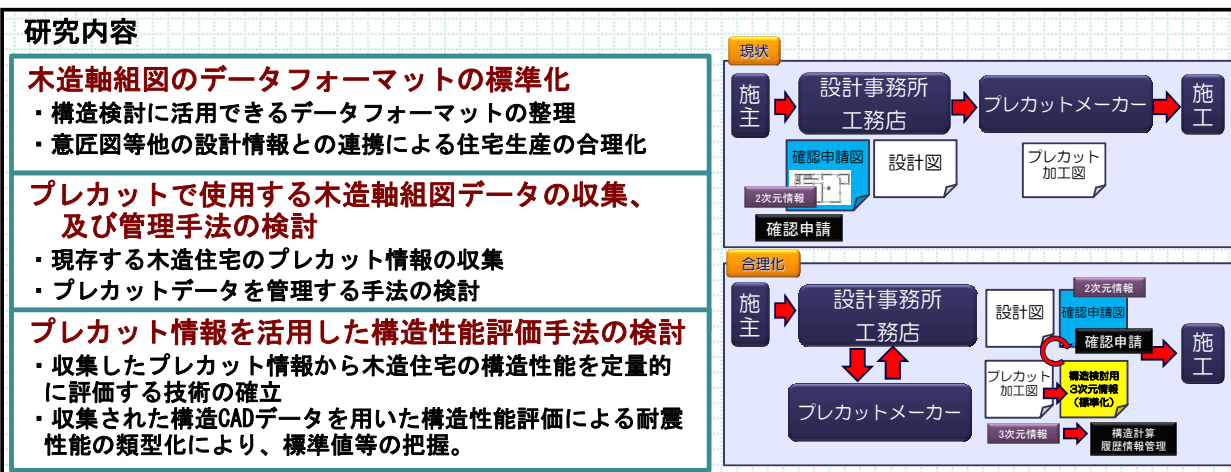 研究内容
木造軸組図のデータフォーマットの標準化
・構造検討に活用できるデータフォーマットの整理
・意匠図等他の設計情報との連携による住宅生産の合理化
プレカットで使用する木造軸組図データの収集、
及び管理手法の検討
・現存する木造住宅のプレカット情報の収集
・プレカットデータを管理する手法の検討
プレカット情報を活用した構造性能評価手法の検討
・収集したプレカット情報から木造住宅の構造性能を定量的
に評価する技術の確立
・収集された構造CADデータを用いた構造性能評価による耐震
性能の類型化により、標準値等の把握。
現状
施主
設計事務所
工務店
プレカットメーカー
施工
確認申請図
設計図
プレカット
加工図
2次元情報
確認申請
合理化
施主
設計事務所
工務店
プレカットメーカー
設計図
2次元情報
確認申請図
確認申請
施工
プレカット
加工図
構造検討用
3次元情報
（標準化）
3次元情報
構造計算
履歴情報管理